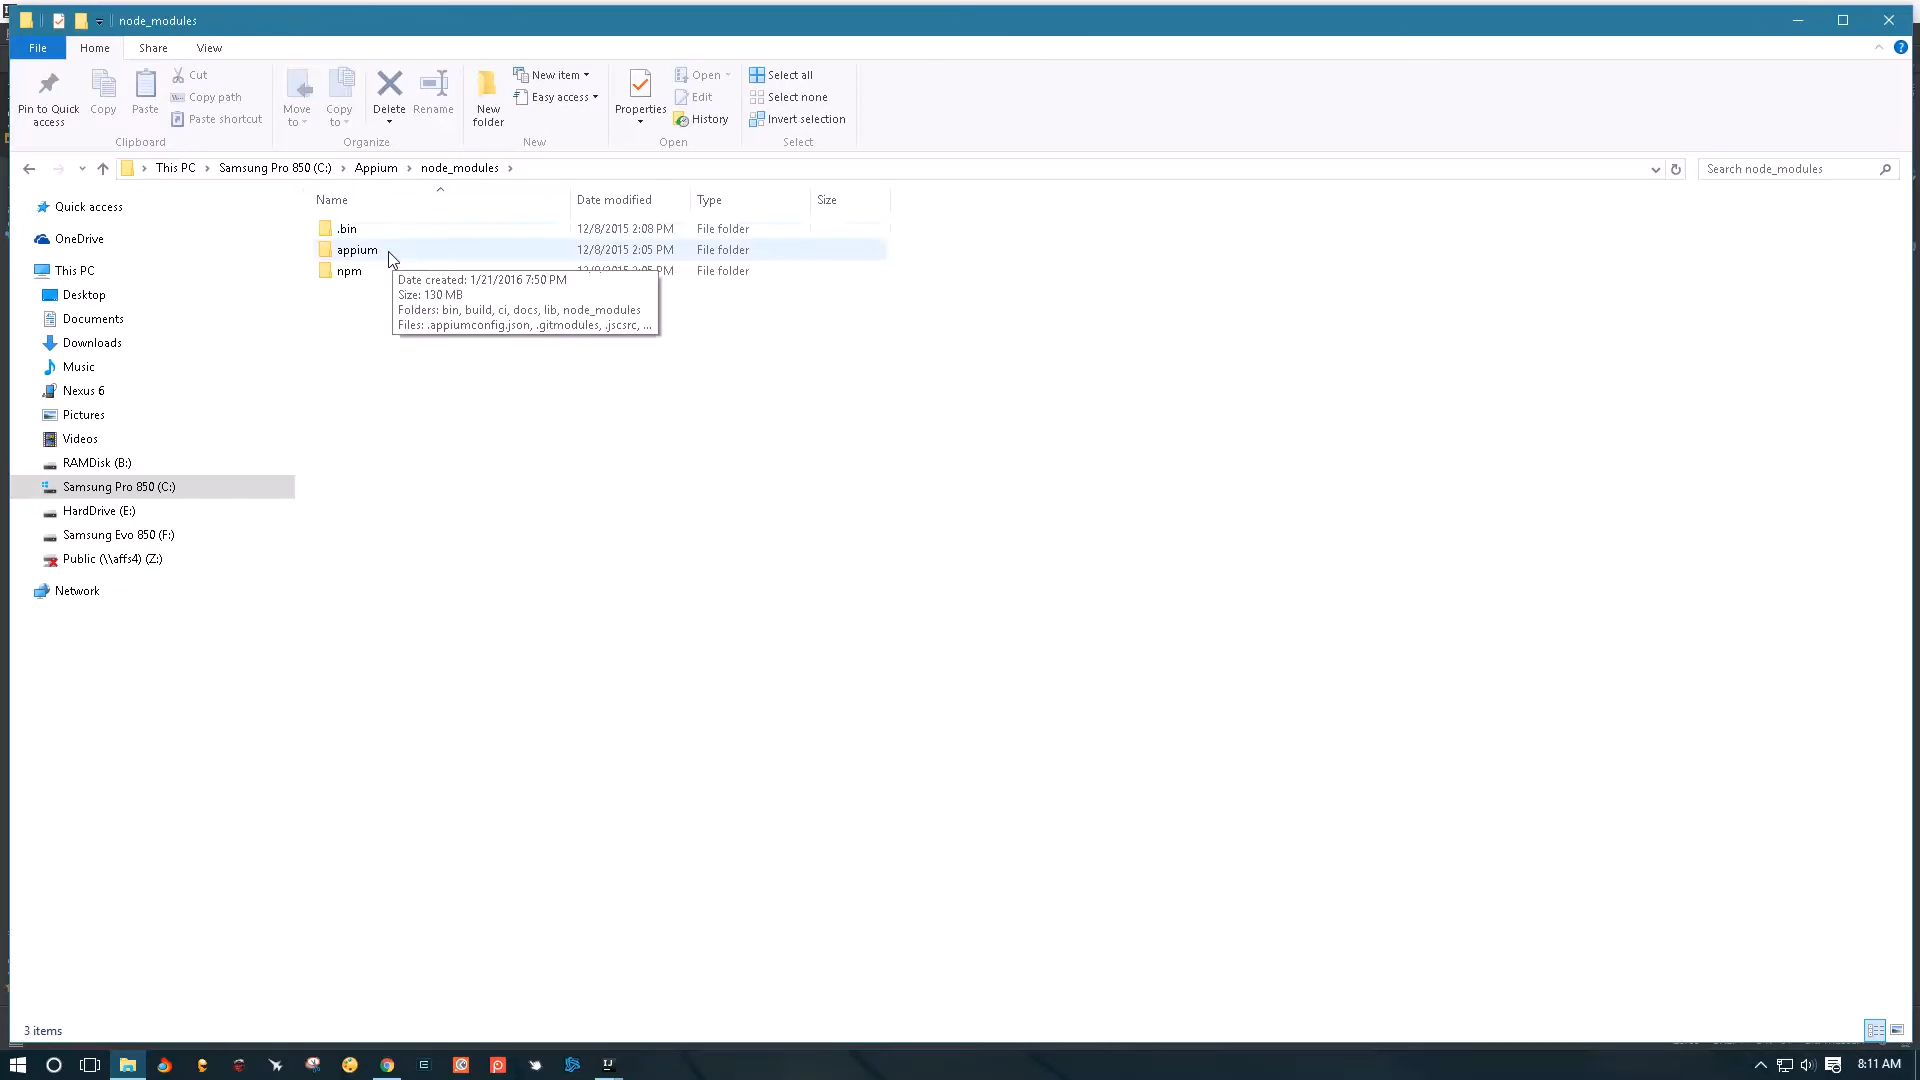 node_modules
File Home Share View
Pin to Quick access
Copy
Paste
Cut
Copy path
Paste shortcut
Clipboard
Move to
Copy to
Delete
Rename
Organize
New folder
New item
Easy access
New
Properties
Open
Edit
History
Open
Select all
Select none
Invert selection
Select
This PC > Samsung Pro 850 (C:) > Appium > node_modules >
Search node_modules
Quick access
OneDrive
This PC
Desktop
Documents
Downloads
Music
Nexus 6
Pictures
Videos
RAMDisk (B:)
Samsung Pro 850 (C:)
HardDrive (E:)
Samsung Evo 850 (F:)
Public (\\affs4) (Z:)
Network
Name Date modified Type Size
.bin 12/8/2015 2:08 PM File folder
appium 12/8/2015 2:05 PM File folder
npm PM File folder
Date created: 1/21/2016 7:50 PM
Size: 130 MB
Folders: bin, build, ci, docs, lib, node_modules
Files: .appiumconfig.json, .gitmodules, .jscsrc, ...
3 items
8:11 AM